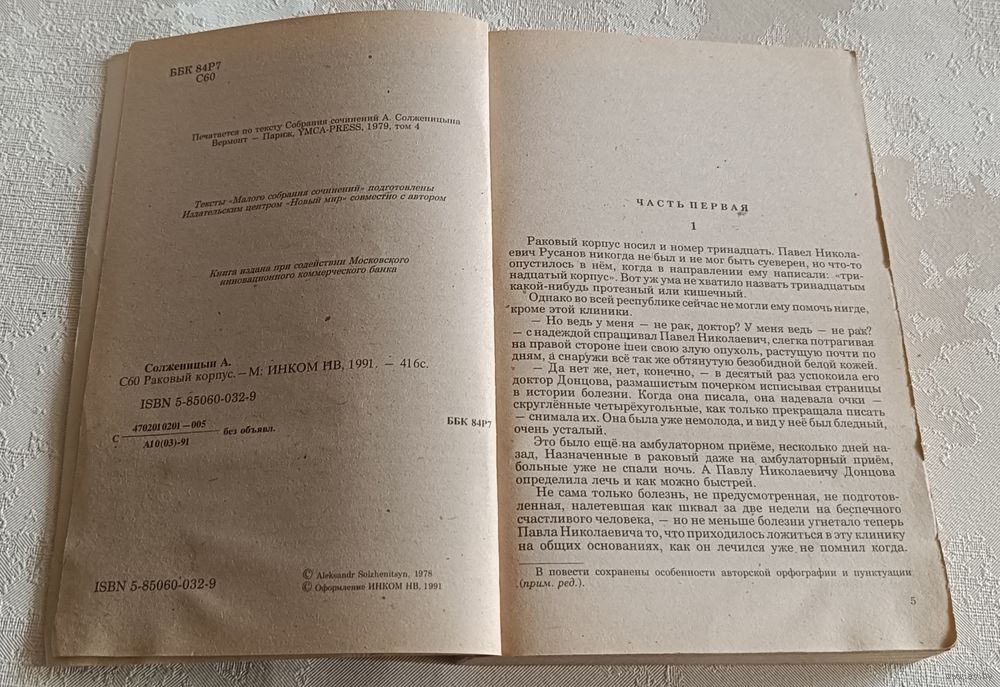 ББК 84Р7
С60
Печатается по тексту Собрания сочинений А. Солженицына
Вермонт — Париж, YMCA-PRESS, 1979, том 4
Тексты «Малого собрания сочинений» подготовлены
Издательским центром «Новый мир» совместно с автором
Книга издана при содействии Московского
инновационного коммерческого банка
Солженицын А.
С60 Раковый корпус. — М: ИНКОМ НВ, 1991. — 416с.
ISBN 5-85060-032-9
С 4702010201—005 без объявл.
А10(03)-91
ББК 84Р7
ISBN 5-85060-032-9
© Aleksandr Solzhenitsyn, 1978
© Оформление ИНКОМ НВ, 1991
ЧАСТЬ ПЕРВАЯ
1
Раковый корпус носил и номер тринадцать. Павел Никола-
евич Русанов никогда не был и не мог быть суеверен, но что-то
опустилось в нём, когда в направлении ему написали: «три-
надцатый корпус». Вот уж ума не хватило назвать тринадцатым
какой-нибудь протезный или кишечный.
Однако во всей республике сейчас не могли ему помочь нигде,
кроме этой клиники.
— Но ведь у меня — не рак, доктор? У меня ведь — не рак?
— с надеждой спрашивал Павел Николаевич, слегка потрагивая
на правой стороне шеи свою злую опухоль, растущую почти по
дням, а снаружи всё так же обтянутую безобидной белой кожей.
— Да нет же, нет, конечно, — в десятый раз успокоила его
доктор Донцова, размашистым почерком исписывая страницы
в истории болезни. Когда она писала, она надевала очки —
скруглённые четырёхугольные, как только прекращала писать
— снимала их. Она была уже немолода, и вид у неё был бледный,
очень усталый.
Это было ещё на амбулаторном приёме, несколько дней на-
зад, Назначенные в раковый даже на амбулаторный приём,
больные уже не спали ночь. А Павлу Николаевичу Донцова
определила лечь и как можно быстрей.
Не сама только болезнь, не предусмотренная, не подготов-
ленная, налетевшая как шквал за две недели на беспечного
счастливого человека, — но не меньше болезни угнетало теперь
Павла Николаевича то, что приходилось ложиться в эту клинику
на общих основаниях, как он лечился уже не помнил когда.
В повести сохранены особенности авторской орфографии и пунктуации
(прим. ред.).
5